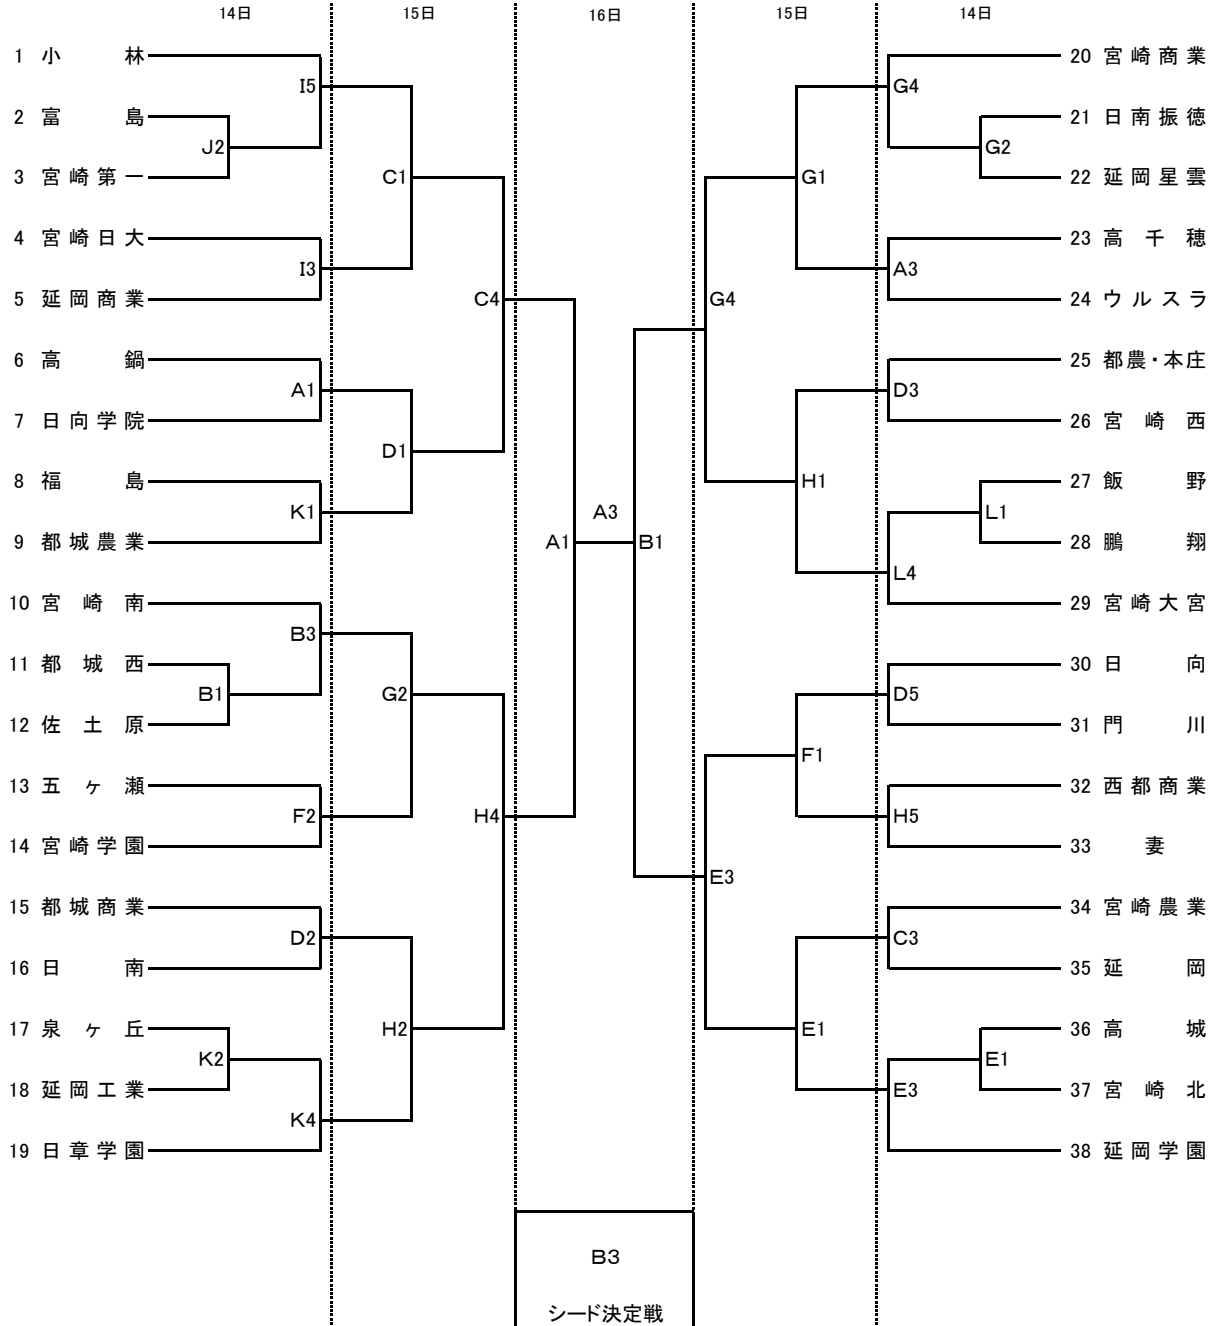 14日 15日 16日 15日 14日
1 小林
2 富島
3 宮崎第一
4 宮崎日大
5 延岡商業
6 高鍋
7 日向学院
8 福島
9 都城農業
10 宮崎南
11 都城西
12 佐土原
13 五ヶ瀬
14 宮崎学園
15 都城商業
16 日南
17 泉ヶ丘
18 延岡工業
19 日章学園
I5
J2
I3
A1
K1
B3
B1
F2
D2
K2
K4
C1
D1
G2
H2
C4
H4
A1
A3
B1
G4
E3
G1
H1
F1
E1
G4
G2
A3
D3
L1
L4
D5
H5
C3
E1
E3
20 宮崎商業
21 日南振徳
22 延岡星雲
23 高千穂
24 ウルスラ
25 都農・本庄
26 宮崎西
27 飯野
28 鵬翔
29 宮崎大宮
30 日向
31 門川
32 西都商業
33 妻
34 宮崎農業
35 延岡
36 高城
37 宮崎北
38 延岡学園
B3
シード決定戦